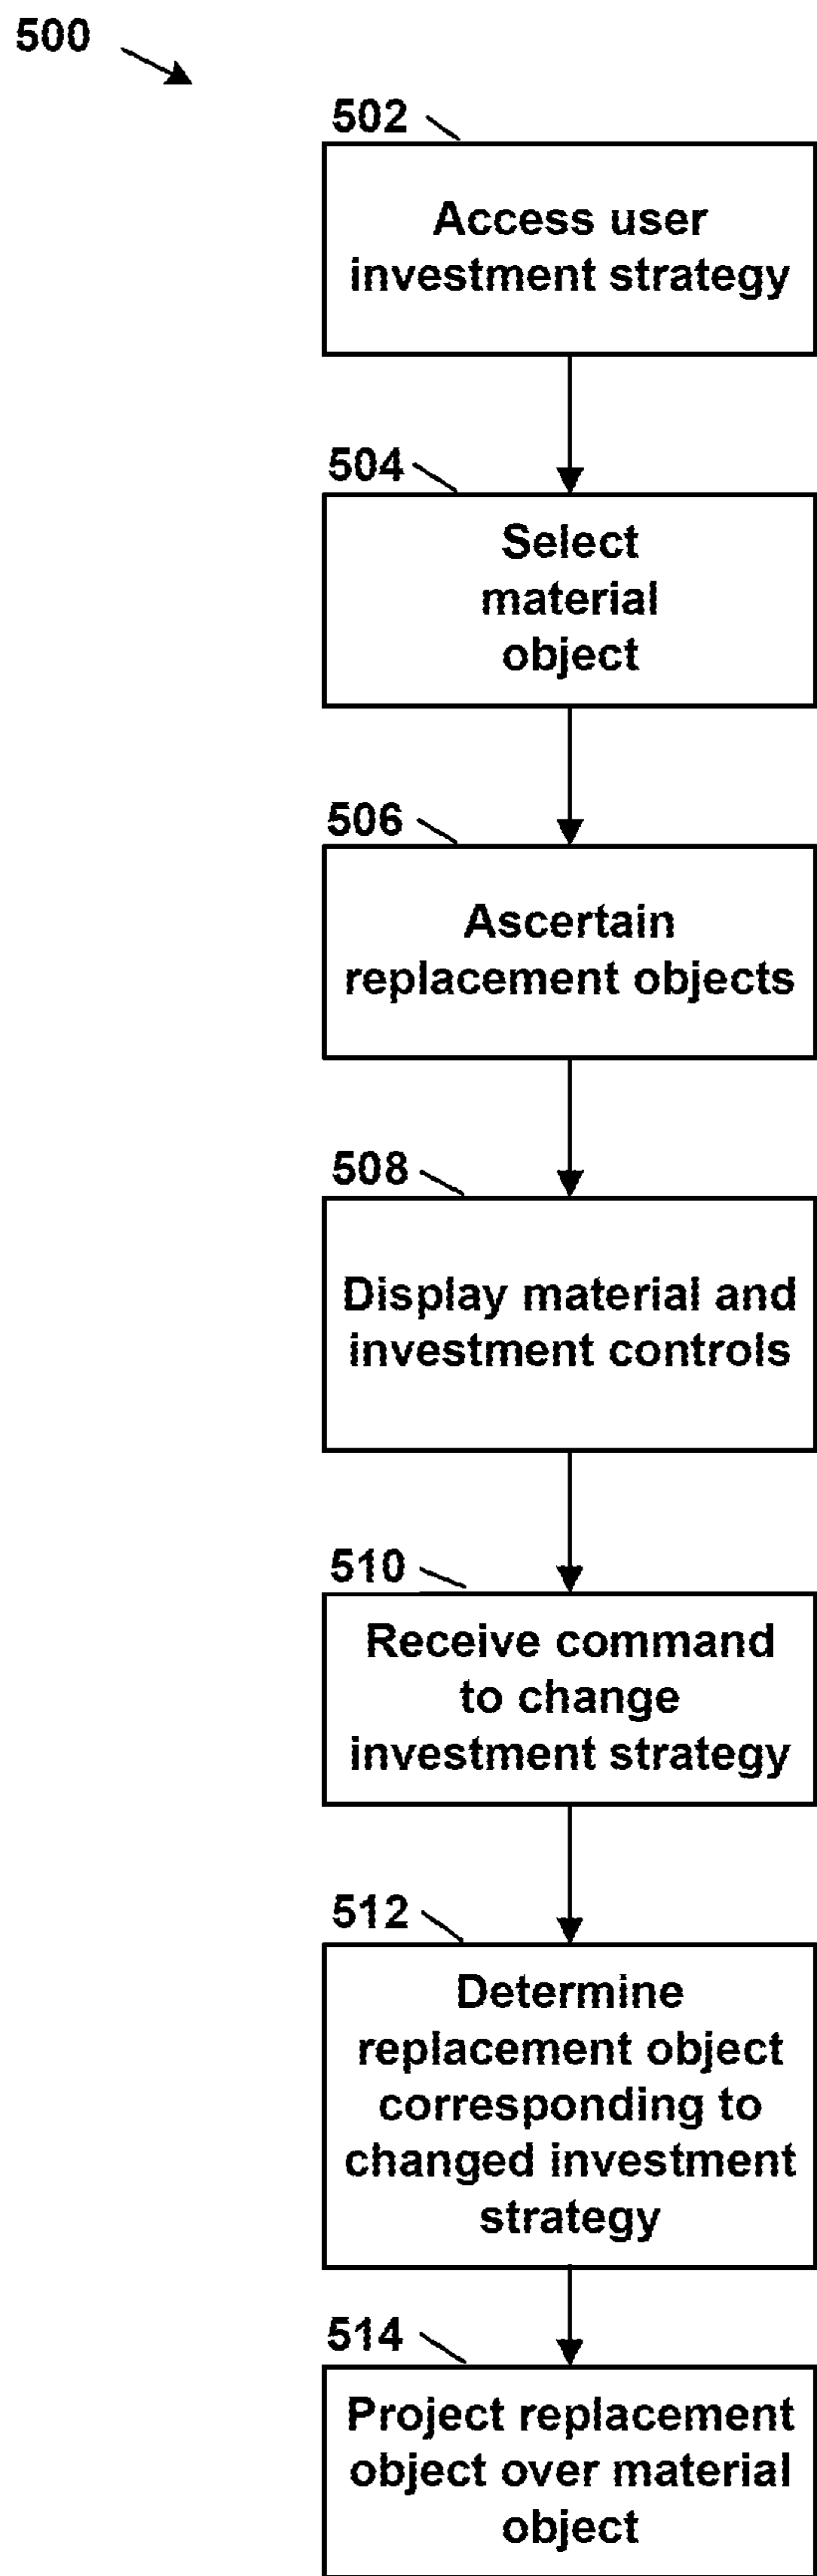 500
502
Access user
investment strategy
504
Select
material
object
506
Ascertain
replacement objects
508
Display material and
investment controls
510
Receive command
to change
investment strategy
512
Determine
replacement object
corresponding to
changed investment
strategy
514
Project replacement
object over material
object